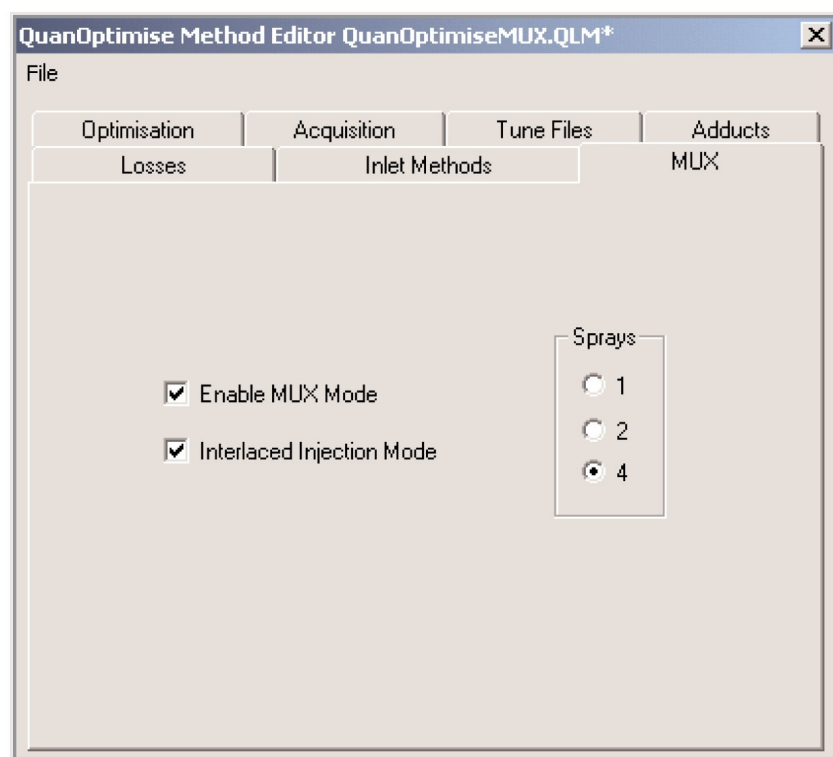 QuanOptimise Method Editor QuanOptimiseMUX.QLM*
File
Optimisation Acquisition Tune Files Adducts
Losses Inlet Methods MUX
Sprays
1
Enable MUX Mode
2
Interlaced Injection Mode
4